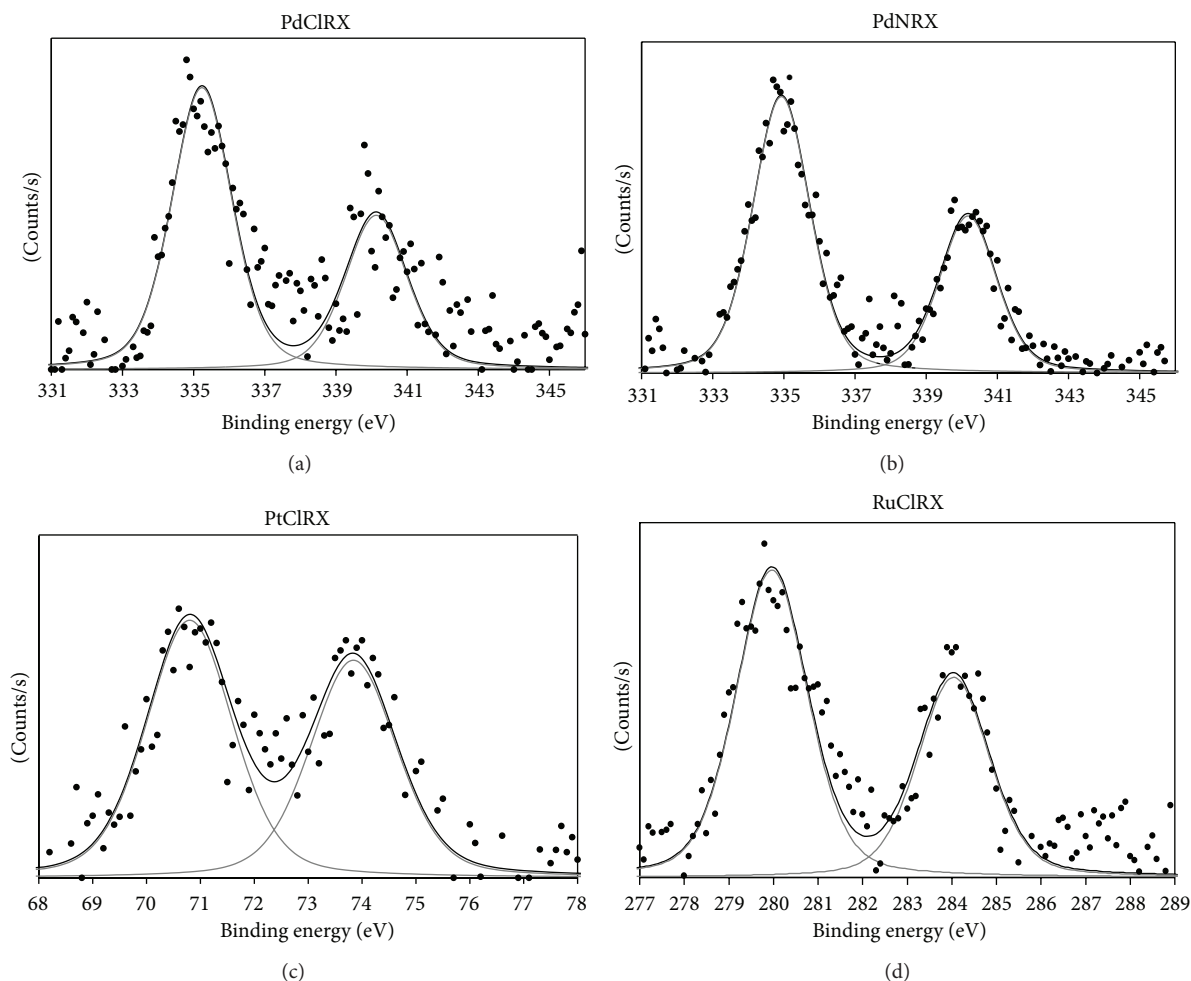 PdClRX
PdNRX
(Counts/s)
(Counts/s)
331 333 335 337 339 341 343 345
331 333 335 337 339 341 343 345
Binding energy (eV)
Binding energy (eV)
(a)
(b)
PtClRX
RuClRX
(Counts/s)
(Counts/s)
68 69 70 71 72 73 74 75 76 77 78
277 278 279 280 281 282 283 284 285 286 287 288 289
Binding energy (eV)
Binding energy (eV)
(c)
(d)